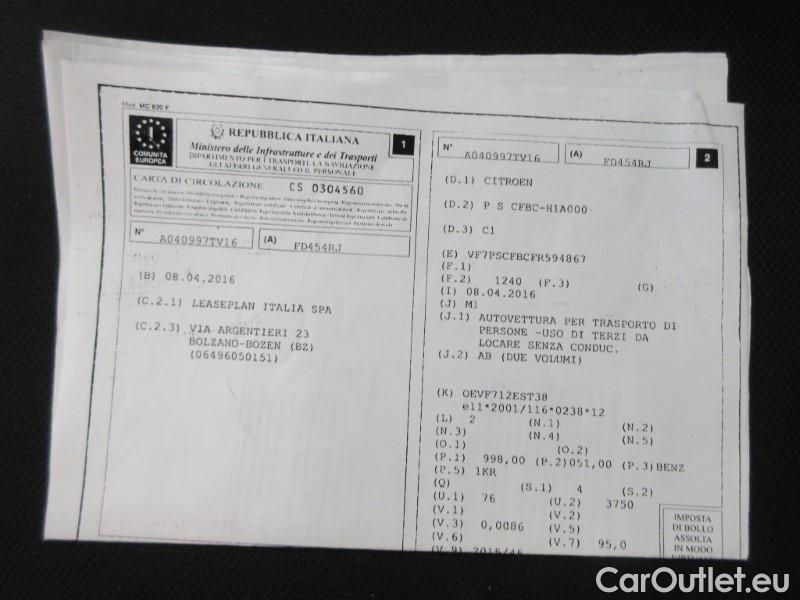 Mod. MC 820 F
COMUNITA EUROPEA
REPUBBLICA ITALIANA
1
Ministero delle Infrastrutture e dei Trasporti
DIPARTIMENTO PER I TRASPORTI, LA NAVIGAZIONE
GLI AFFARI GENERALI ED IL PERSONALE
CARTA DI CIRCOLAZIONE CS 0304560
N° A040997TV16 (A) FD454RJ
(B) 08.04.2016
(C.2.1) LEASEPLAN ITALIA SPA
(C.2.3) VIA ARGENTIERI 23
BOLZANO-BOZEN (BZ)
(06496050151)
N° A040997TV16 (A) FD454RJ 2
(D.1) CITROEN
(D.2) P S CFBC-H1A000
(D.3) C1
(E) VF7PSCFBCFR594867
(F.1)
(F.2) 1240 (F.3) (G)
(I) 08.04.2016
(J) M1
(J.1) AUTOVETTURA PER TRASPORTO DI
PERSONE -USO DI TERZI DA
LOCARE SENZA CONDUC.
(J.2) AB (DUE VOLUMI)
(K) OEVF712EST38
e11*2001/116*0238*12
(L) 2 (N.1) (N.2)
(N.3) (N.4) (N.5)
(O.1) (O.2)
(P.1) 998,00 (P.2)051,00 (P.3)BENZ
(P.5) 1KR
(Q) (S.1) 4 (S.2)
(U.1) 76 (U.2) 3750
(V.1) (V.2)
(V.3) 0,0086 (V.5)
(V.6) (V.7) 95,0
(V.9) 2015/45
IMPOSTA
DI BOLLO
ASSOLTA
IN MODO
CarOutlet.eu